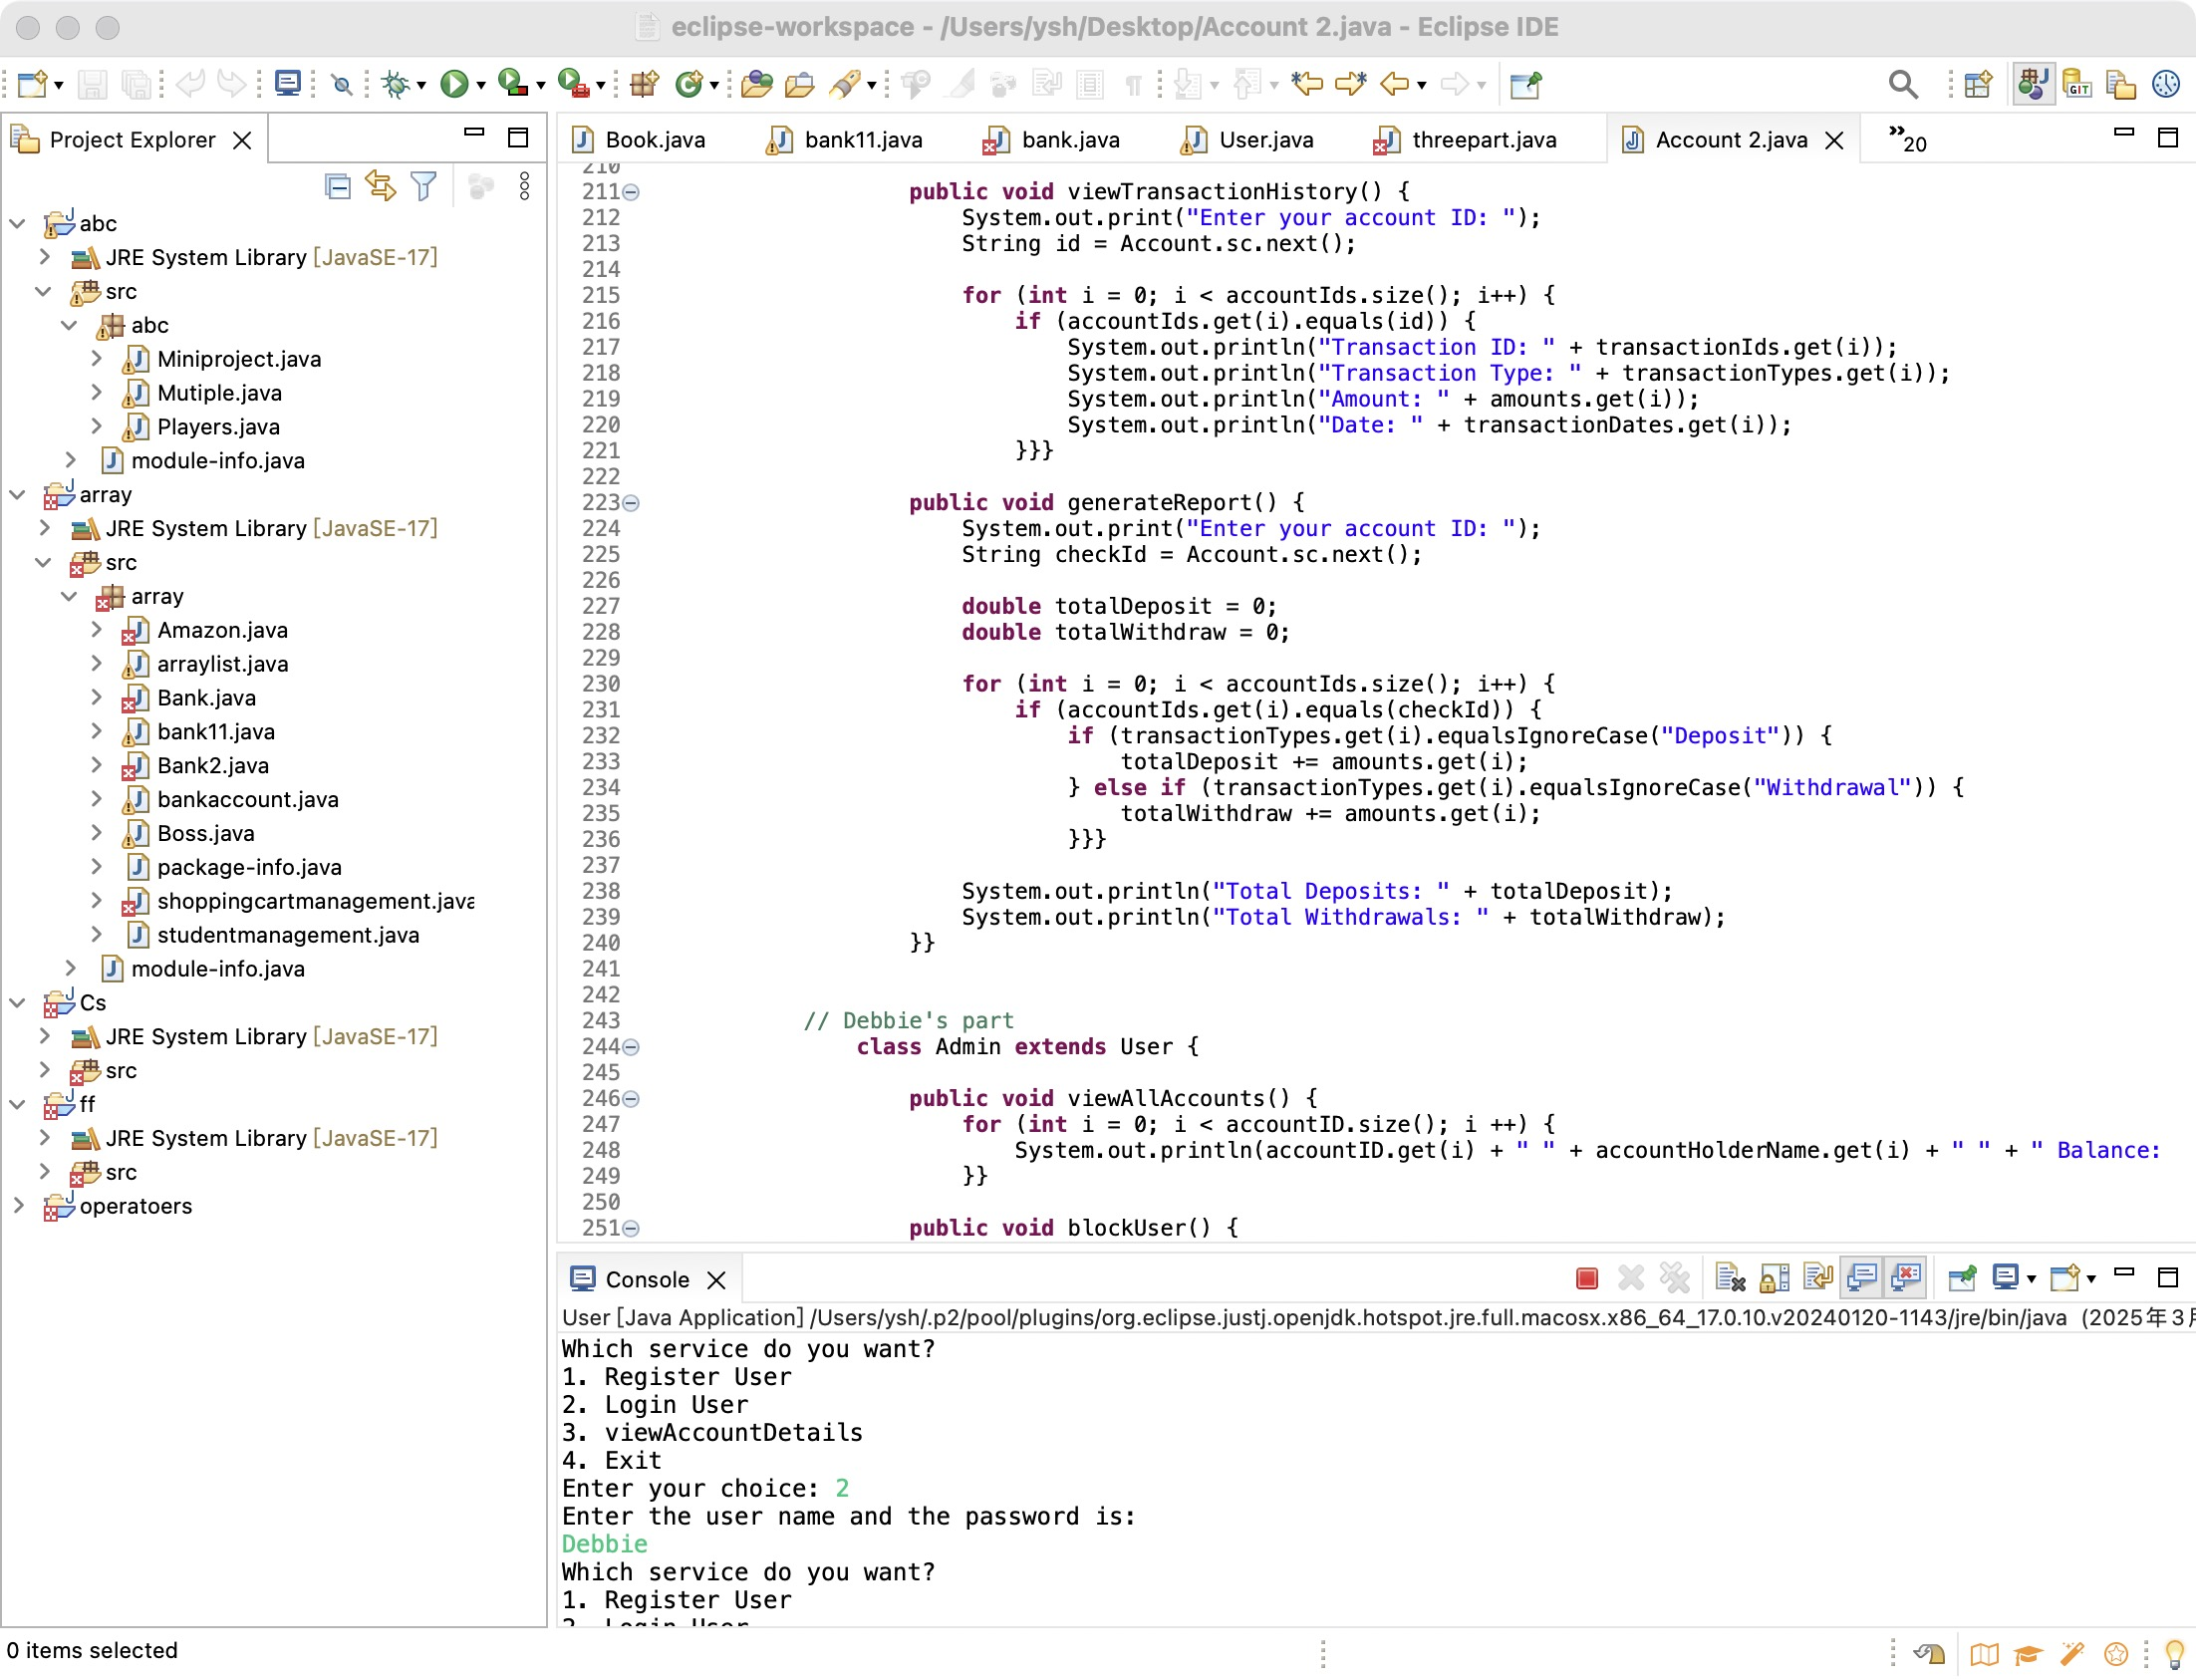 eclipse-workspace - /Users/ysh/Desktop/Account 2.java - Eclipse IDE
Project Explorer
abc
JRE System Library [JavaSE-17]
src
abc
Miniproject.java
Mutiple.java
Players.java
module-info.java
array
JRE System Library [JavaSE-17]
src
array
Amazon.java
arraylist.java
Bank.java
bank11.java
Bank2.java
bankaccount.java
Boss.java
package-info.java
shoppingcartmanagement.java
studentmanagement.java
module-info.java
Cs
JRE System Library [JavaSE-17]
src
ff
JRE System Library [JavaSE-17]
src
operatoers
Book.java bank11.java bank.java User.java threepart.java Account 2.java »20
210
211 public void viewTransactionHistory() {
212 System.out.print("Enter your account ID: ");
213 String id = Account.sc.next();
214
215 for (int i = 0; i < accountIds.size(); i++) {
216 if (accountIds.get(i).equals(id)) {
217 System.out.println("Transaction ID: " + transactionIds.get(i));
218 System.out.println("Transaction Type: " + transactionTypes.get(i));
219 System.out.println("Amount: " + amounts.get(i));
220 System.out.println("Date: " + transactionDates.get(i));
221 }}}
222
223 public void generateReport() {
224 System.out.print("Enter your account ID: ");
225 String checkId = Account.sc.next();
226
227 double totalDeposit = 0;
228 double totalWithdraw = 0;
229
230 for (int i = 0; i < accountIds.size(); i++) {
231 if (accountIds.get(i).equals(checkId)) {
232 if (transactionTypes.get(i).equalsIgnoreCase("Deposit")) {
233 totalDeposit += amounts.get(i);
234 } else if (transactionTypes.get(i).equalsIgnoreCase("Withdrawal")) {
235 totalWithdraw += amounts.get(i);
236 }}}
237
238 System.out.println("Total Deposits: " + totalDeposit);
239 System.out.println("Total Withdrawals: " + totalWithdraw);
240 }}
241
242
243 // Debbie's part
244 class Admin extends User {
245
246 public void viewAllAccounts() {
247 for (int i = 0; i < accountID.size(); i ++) {
248 System.out.println(accountID.get(i) + " " + accountHolderName.get(i) + " " + " Balance:
249 }}
250
251 public void blockUser() {
Console
User [Java Application] /Users/ysh/.p2/pool/plugins/org.eclipse.justj.openjdk.hotspot.jre.full.macosx.x86_64_17.0.10.v20240120-1143/jre/bin/java (2025年3月
Which service do you want?
1. Register User
2. Login User
3. viewAccountDetails
4. Exit
Enter your choice: 2
Enter the user name and the password is:
Debbie
Which service do you want?
1. Register User
2. Login User
0 items selected